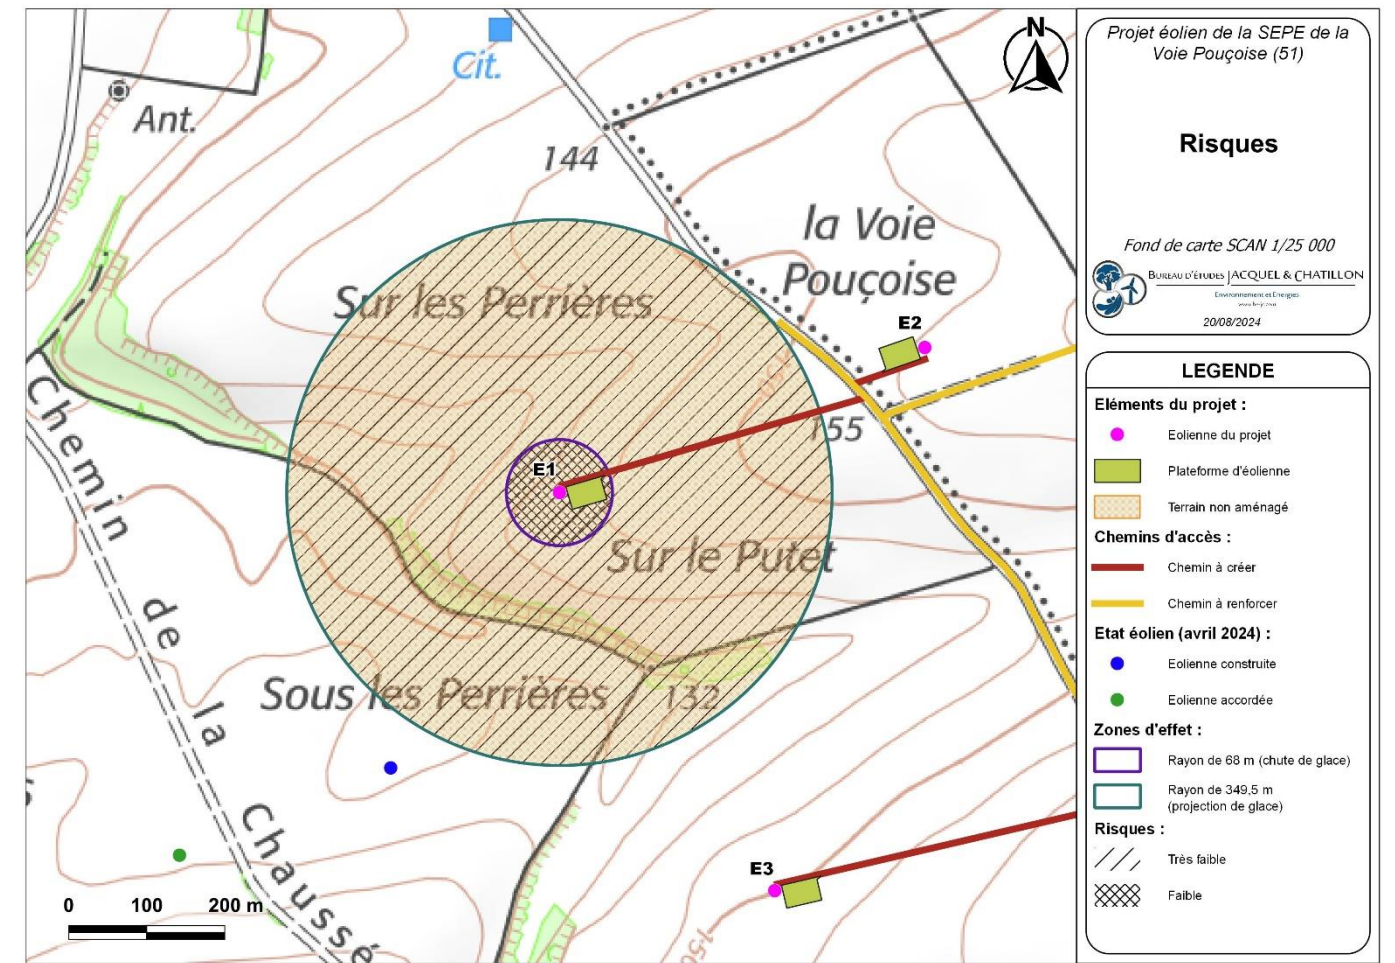 Cit.
Ant.
144
la Voie
Pouçoise
Sur les Perrières
E2
155
E1
Sur le Putet
Sous les Perrières
132
Chemin de la Chaussé
E3
150
0 100 200 m
N
Projet éolien de la SEPE de la
Voie Pouçoise (51)
Risques
Fond de carte SCAN 1/25 000
BUREAU D'ÉTUDES JACQUEL & CHATILLON
Environnement et Energies
20/08/2024
LEGENDE
Eléments du projet :
Eolienne du projet
Plateforme d'éolienne
Terrain non aménagé
Chemins d'accès :
Chemin à créer
Chemin à renforcer
Etat éolien (avril 2024) :
Eolienne construite
Eolienne accordée
Zones d'effet :
Rayon de 68 m (chute de glace)
Rayon de 349,5 m
(projection de glace)
Risques :
Très faible
Faible